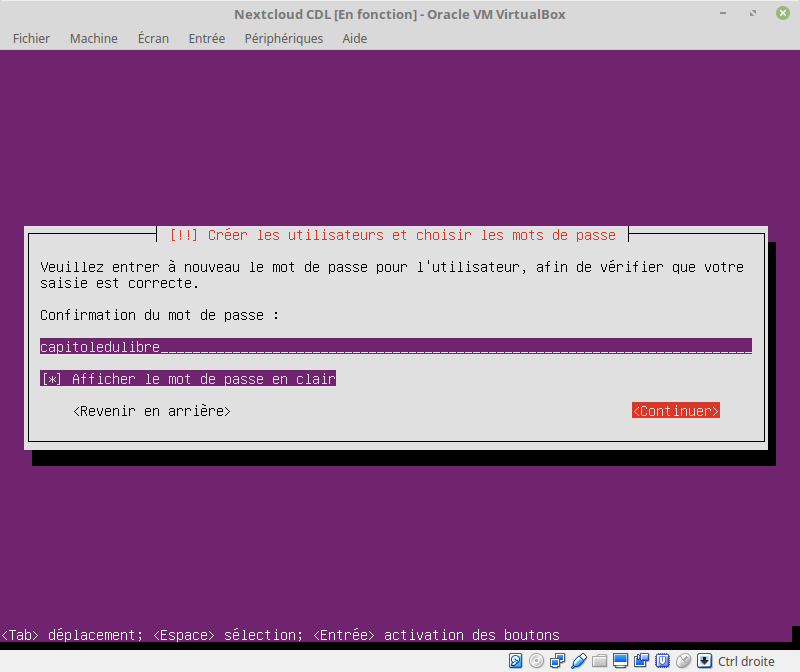 Nextcloud CDL [En fonction] - Oracle VM VirtualBox
Fichier Machine Écran Entrée Périphériques Aide
[!!] Créer les utilisateurs et choisir les mots de passe
Veuillez entrer à nouveau le mot de passe pour l'utilisateur, afin de vérifier que votre
saisie est correcte.
Confirmation du mot de passe :
capitoledulibre
[*] Afficher le mot de passe en clair
<Revenir en arrière> <Continuer>
<Tab> déplacement; <Espace> sélection; <Entrée> activation des boutons
Ctrl droite